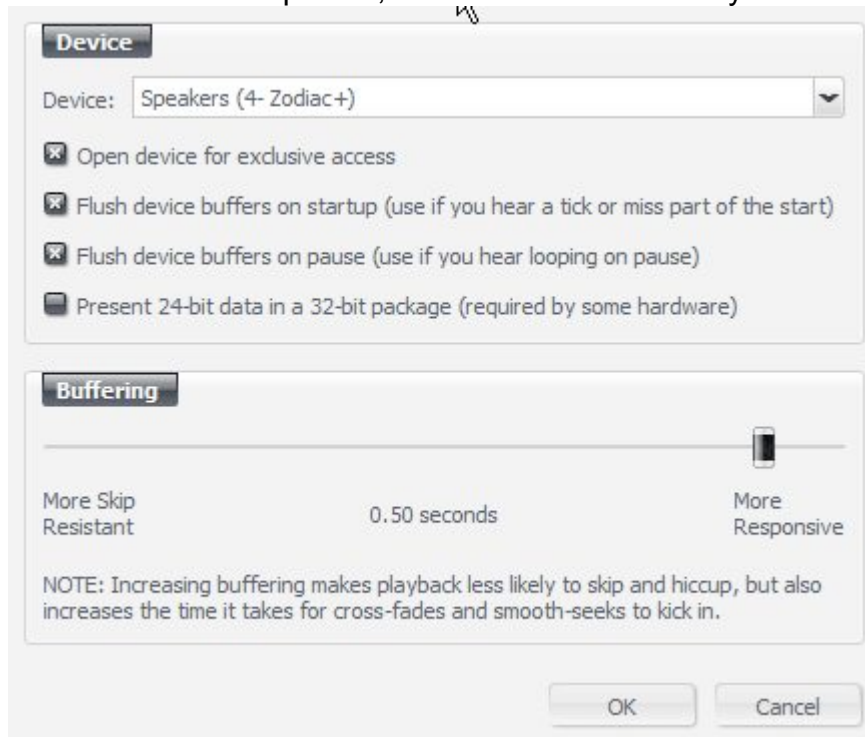 Device
Device: Speakers (4- Zodiac+)
Open device for exclusive access
Flush device buffers on startup (use if you hear a tick or miss part of the start)
Flush device buffers on pause (use if you hear looping on pause)
Present 24-bit data in a 32-bit package (required by some hardware)
Buffering
More Skip
Resistant
0.50 seconds
More
Responsive
NOTE: Increasing buffering makes playback less likely to skip and hiccup, but also
increases the time it takes for cross-fades and smooth-seeks to kick in.
OK
Cancel